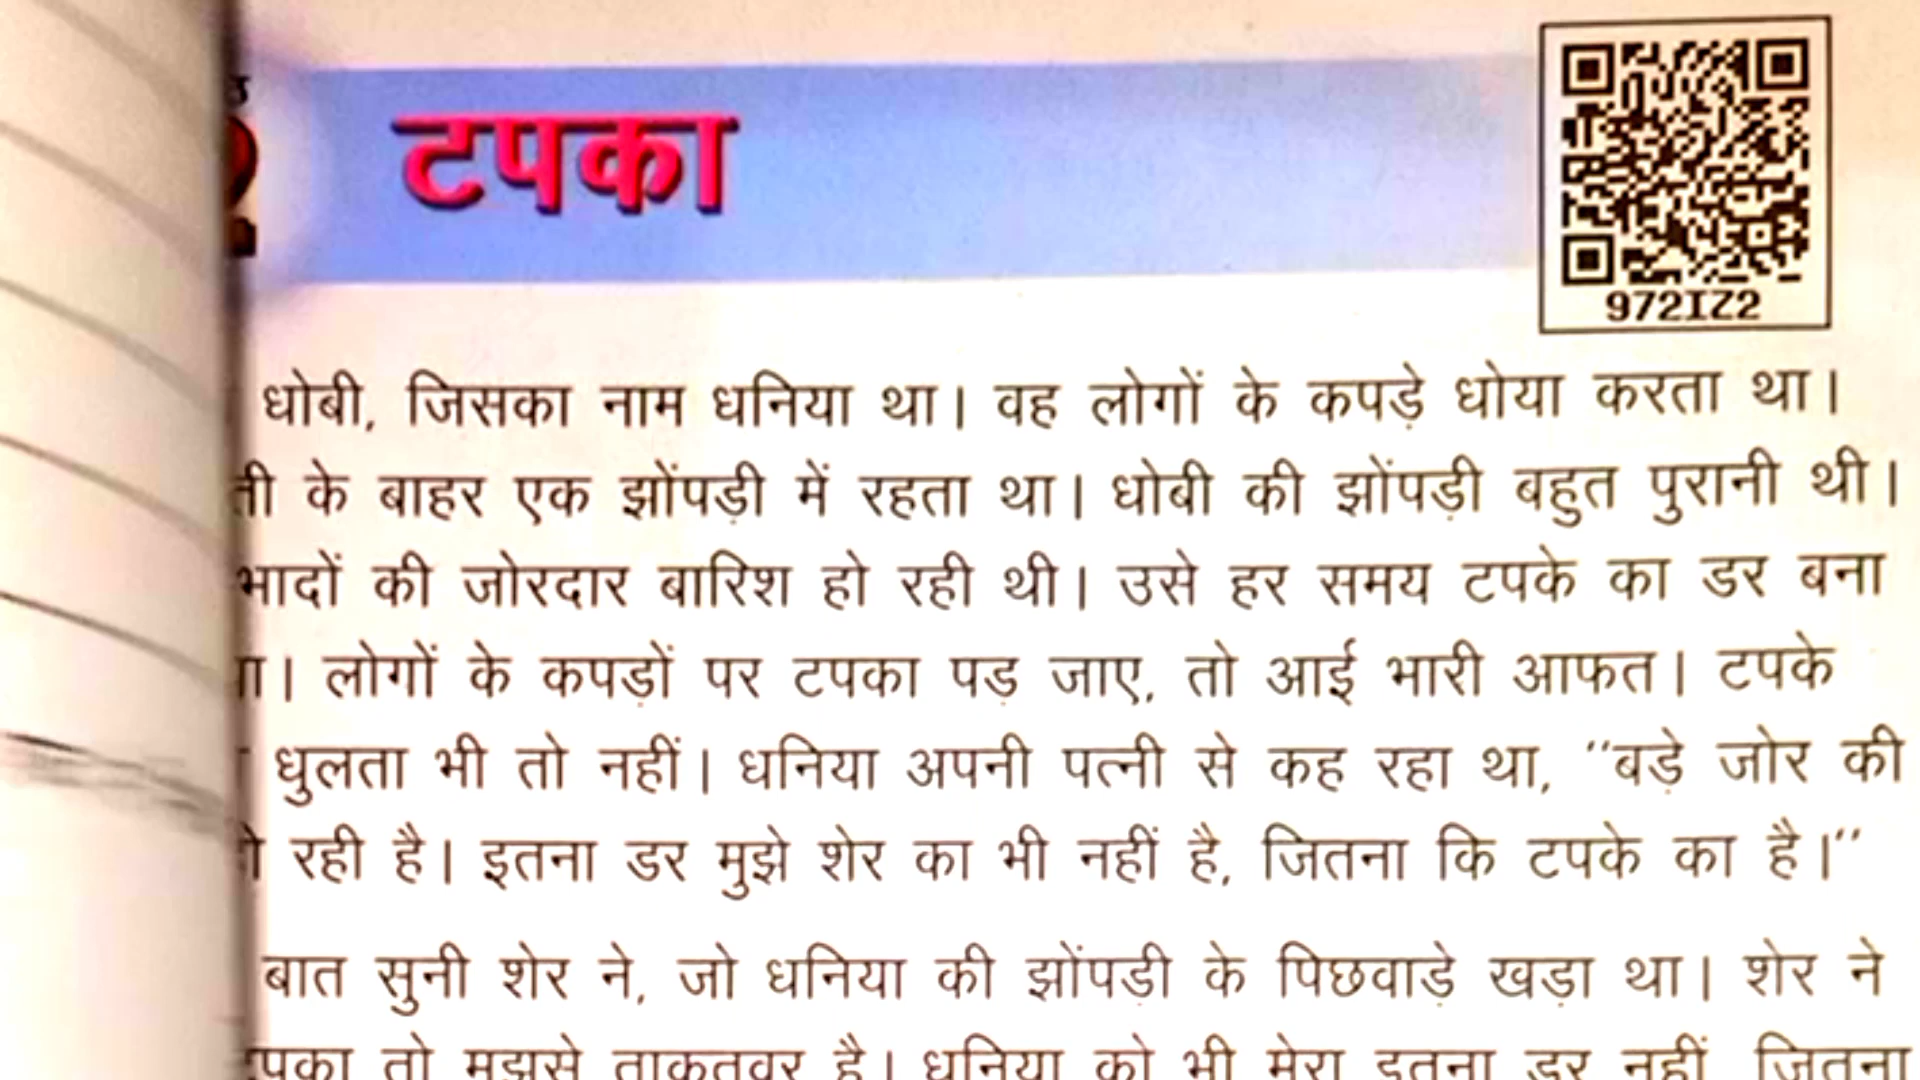 टपका
972IZ2
धोबी, जिसका नाम धनिया था। वह लोगों के कपड़े धोया करता था।
के बाहर एक झोंपड़ी में रहता था। धोबी की झोंपड़ी बहुत पुरानी थी।
भादों की जोरदार बारिश हो रही थी। उसे हर समय टपके का डर बना
लोगों के कपड़ों पर टपका पड़ जाए, तो आई भारी आफत। टपके
धुलता भी तो नहीं। धनिया अपनी पत्नी से कह रहा था, “बड़े जोर की
रही है। इतना डर मुझे शेर का भी नहीं है, जितना कि टपके का है।”
बात सुनी शेर ने, जो धनिया की झोंपड़ी के पिछवाड़े खड़ा था। शेर ने
तो मुझसे ताकतवर है। धनिया को भी मेरा इतना डर नहीं, जितना